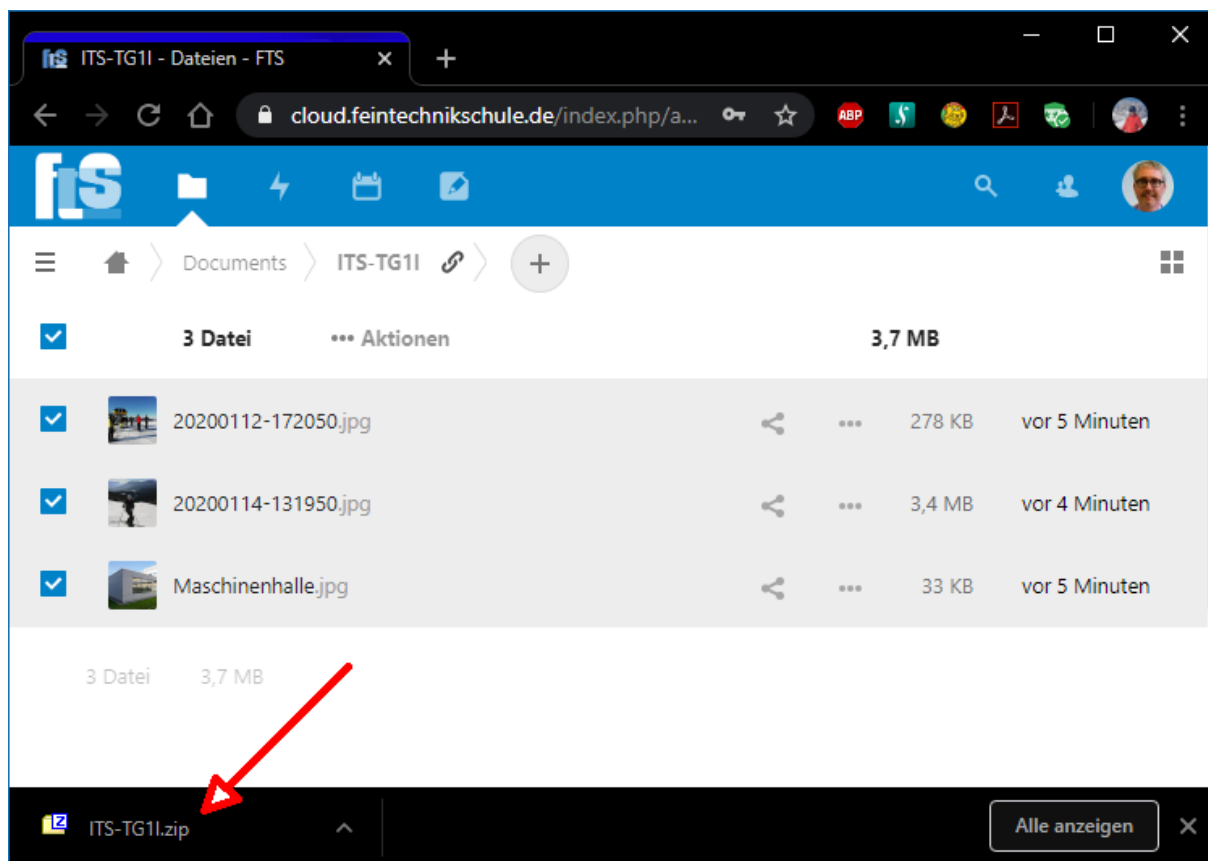 ftS ITS-TG1I - Dateien - FTS
cloud.feintechnikschule.de/index.php/a...
ABP
ftS
Documents ITS-TG1I
3 Datei ••• Aktionen 3,7 MB
20200112-172050.jpg ••• 278 KB vor 5 Minuten
20200114-131950.jpg ••• 3,4 MB vor 4 Minuten
Maschinenhalle.jpg ••• 33 KB vor 5 Minuten
3 Datei 3,7 MB
Z ITS-TG1I.zip Alle anzeigen